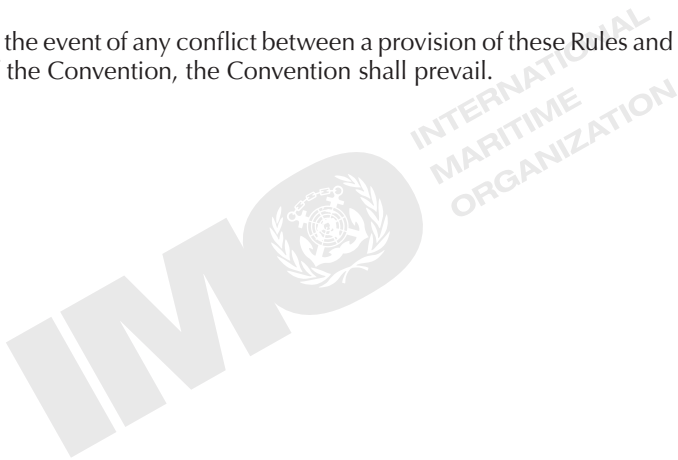 the event of any conflict between a provision of these Rules and
the Convention, the Convention shall prevail.
INTERNATIONAL
MARITIME
ORGANIZATION
IMO